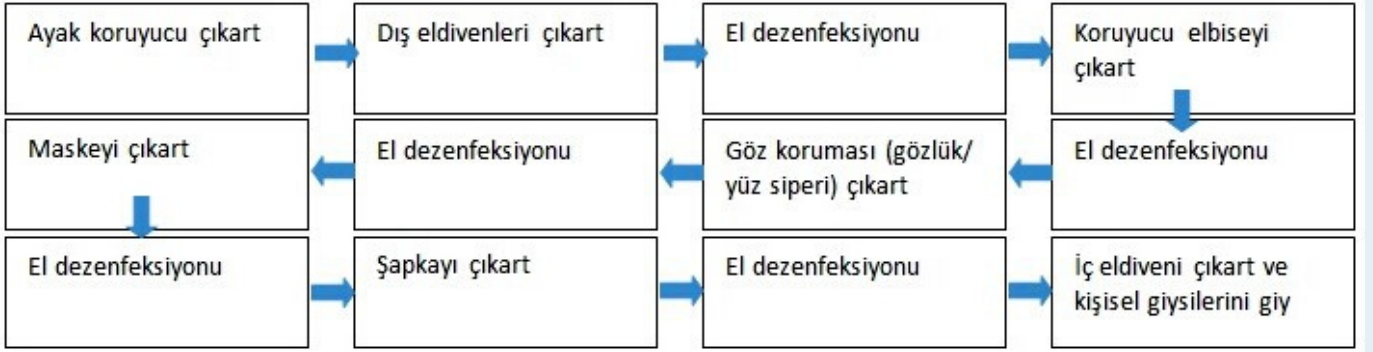 Ayak koruyucu çıkart
Dış eldivenleri çıkart
El dezenfeksiyonu
Koruyucu elbiseyi
çıkart
El dezenfeksiyonu
Göz koruması (gözlük/
yüz siperi) çıkart
El dezenfeksiyonu
Maskeyi çıkart
El dezenfeksiyonu
Şapkayı çıkart
El dezenfeksiyonu
İç eldiveni çıkart ve
kişisel giysilerini giy